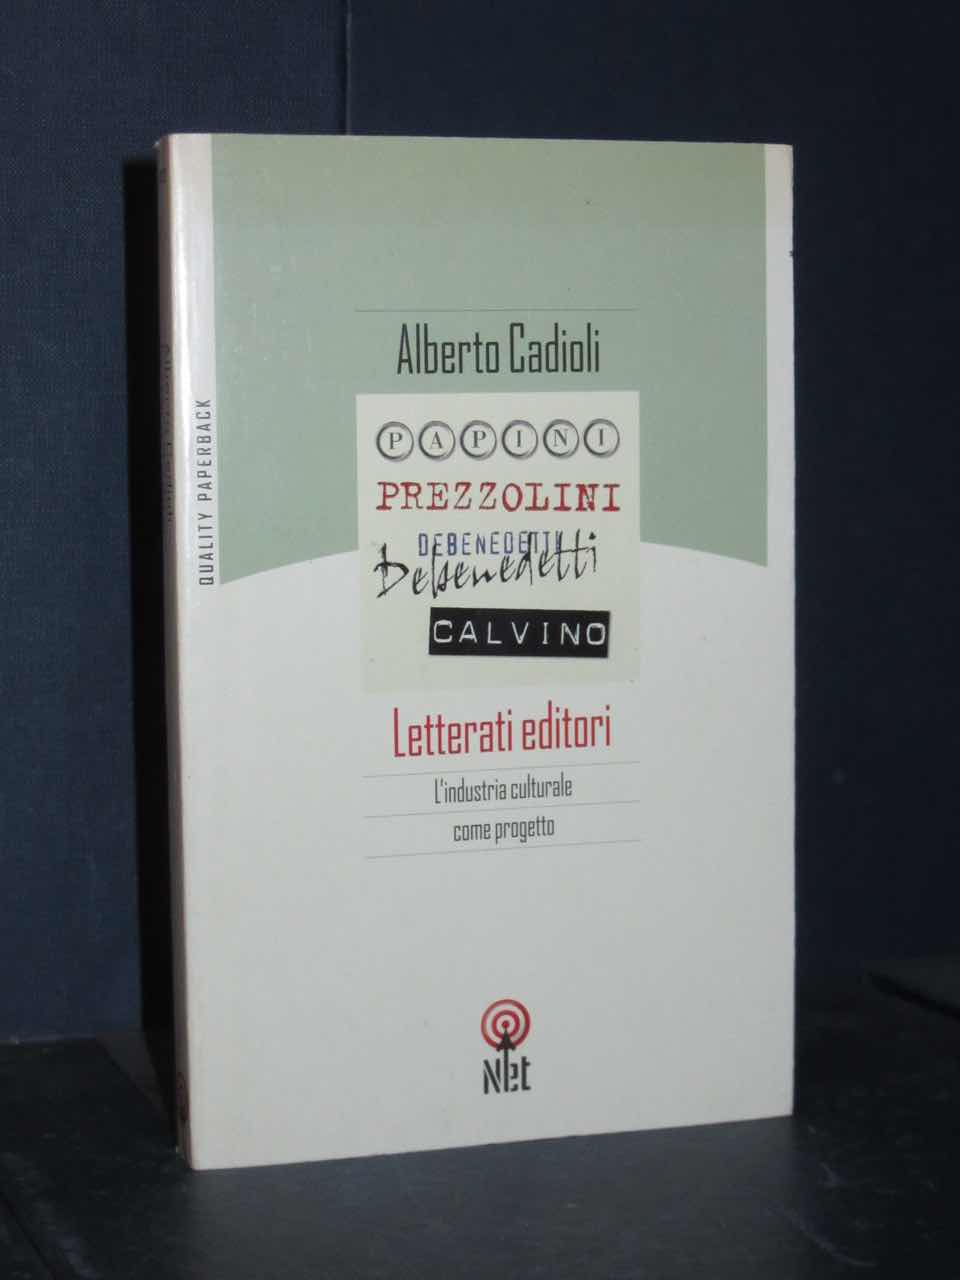 Alberto Cadioli
PAPINI
PREZZOLINI
DEBENEDETTI
Debenedetti
CALVINO
Letterati editori
L'industria culturale
come progetto
Net
QUALITY PAPERBACK